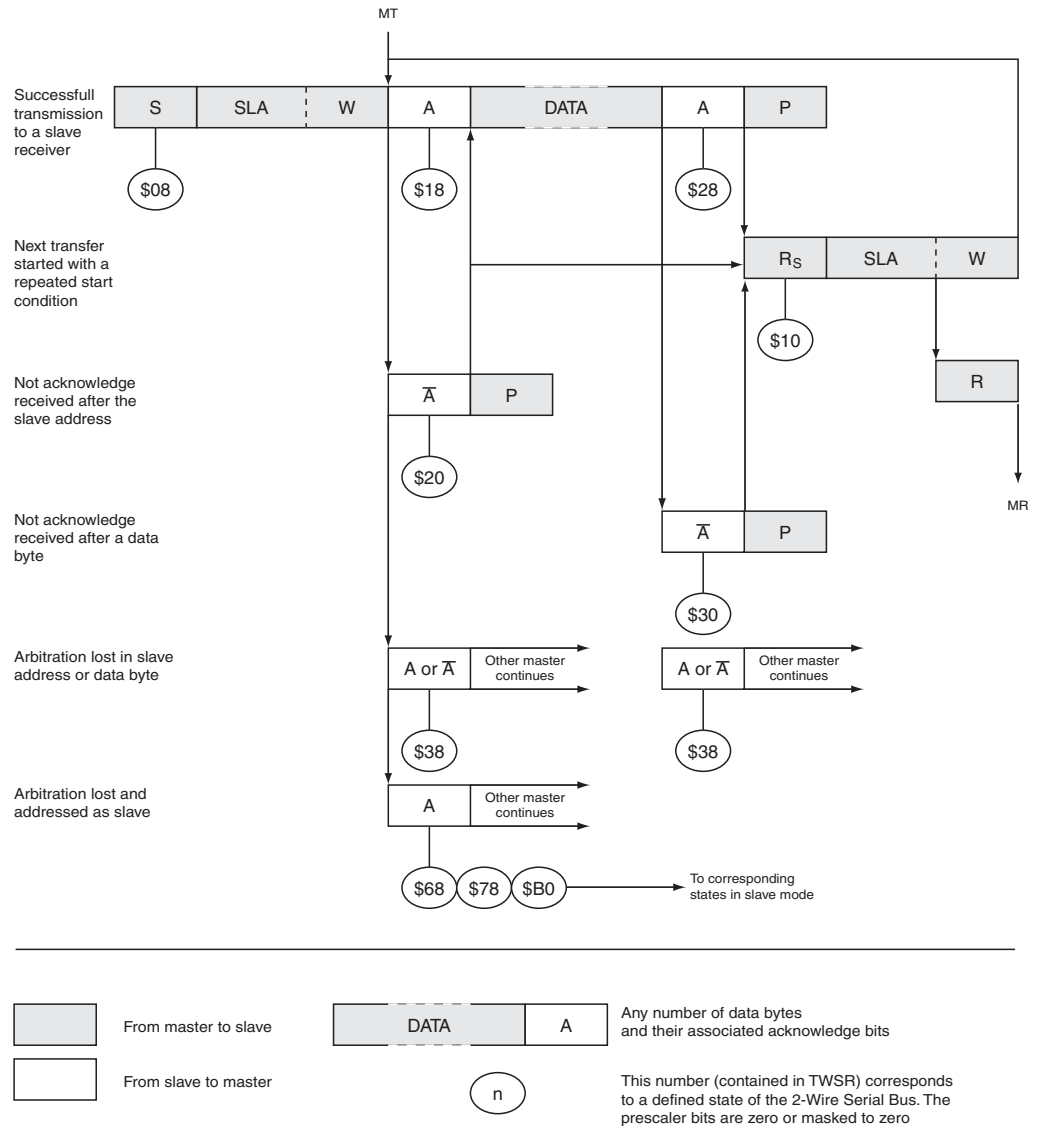 MT
Successfull
transmission
to a slave
receiver
S SLA W A DATA A P
$08 $18 $28
Next transfer
started with a
repeated start
condition
RS SLA W
$10
Not acknowledge
received after the
slave address
A̅ P
R
$20
MR
Not acknowledge
received after a data
byte
A̅ P
$30
Arbitration lost in slave
address or data byte
A or A̅ Other master
continues
A or A̅ Other master
continues
$38 $38
Arbitration lost and
addressed as slave
A Other master
continues
$68 $78 $B0
To corresponding
states in slave mode
From master to slave
DATA A
Any number of data bytes
and their associated acknowledge bits
From slave to master
n
This number (contained in TWSR) corresponds
to a defined state of the 2-Wire Serial Bus. The
prescaler bits are zero or masked to zero